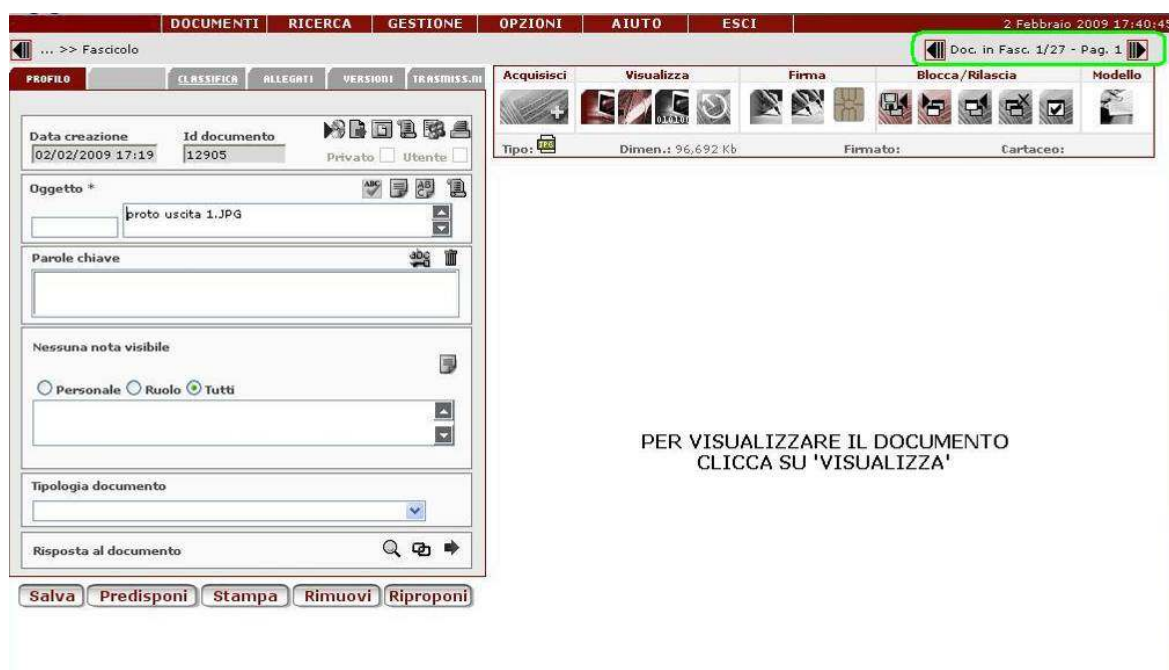 DOCUMENTI RICERCA GESTIONE OPZIONI AIUTO ESCI 2 Febbraio 2009 17:40:45
... >> Fascicolo Doc. in Fasc. 1/27 - Pag. 1
PROFILO CLASSIFICA ALLEGATI VERSIONI TRASMISS.NI
Acquisisci Visualizza Firma Blocca/Rilascia Modello
Data creazione Id documento
02/02/2009 17:19 12905 Privato Utente
Tipo: Dimen.: 96,692 Kb Firmato: Cartaceo:
Oggetto *
proto uscita 1.JPG
Parole chiave
Nessuna nota visibile
Personale Ruolo Tutti
PER VISUALIZZARE IL DOCUMENTO
CLICCA SU 'VISUALIZZA'
Tipologia documento
Risposta al documento
Salva Predisponi Stampa Rimuovi Riproponi